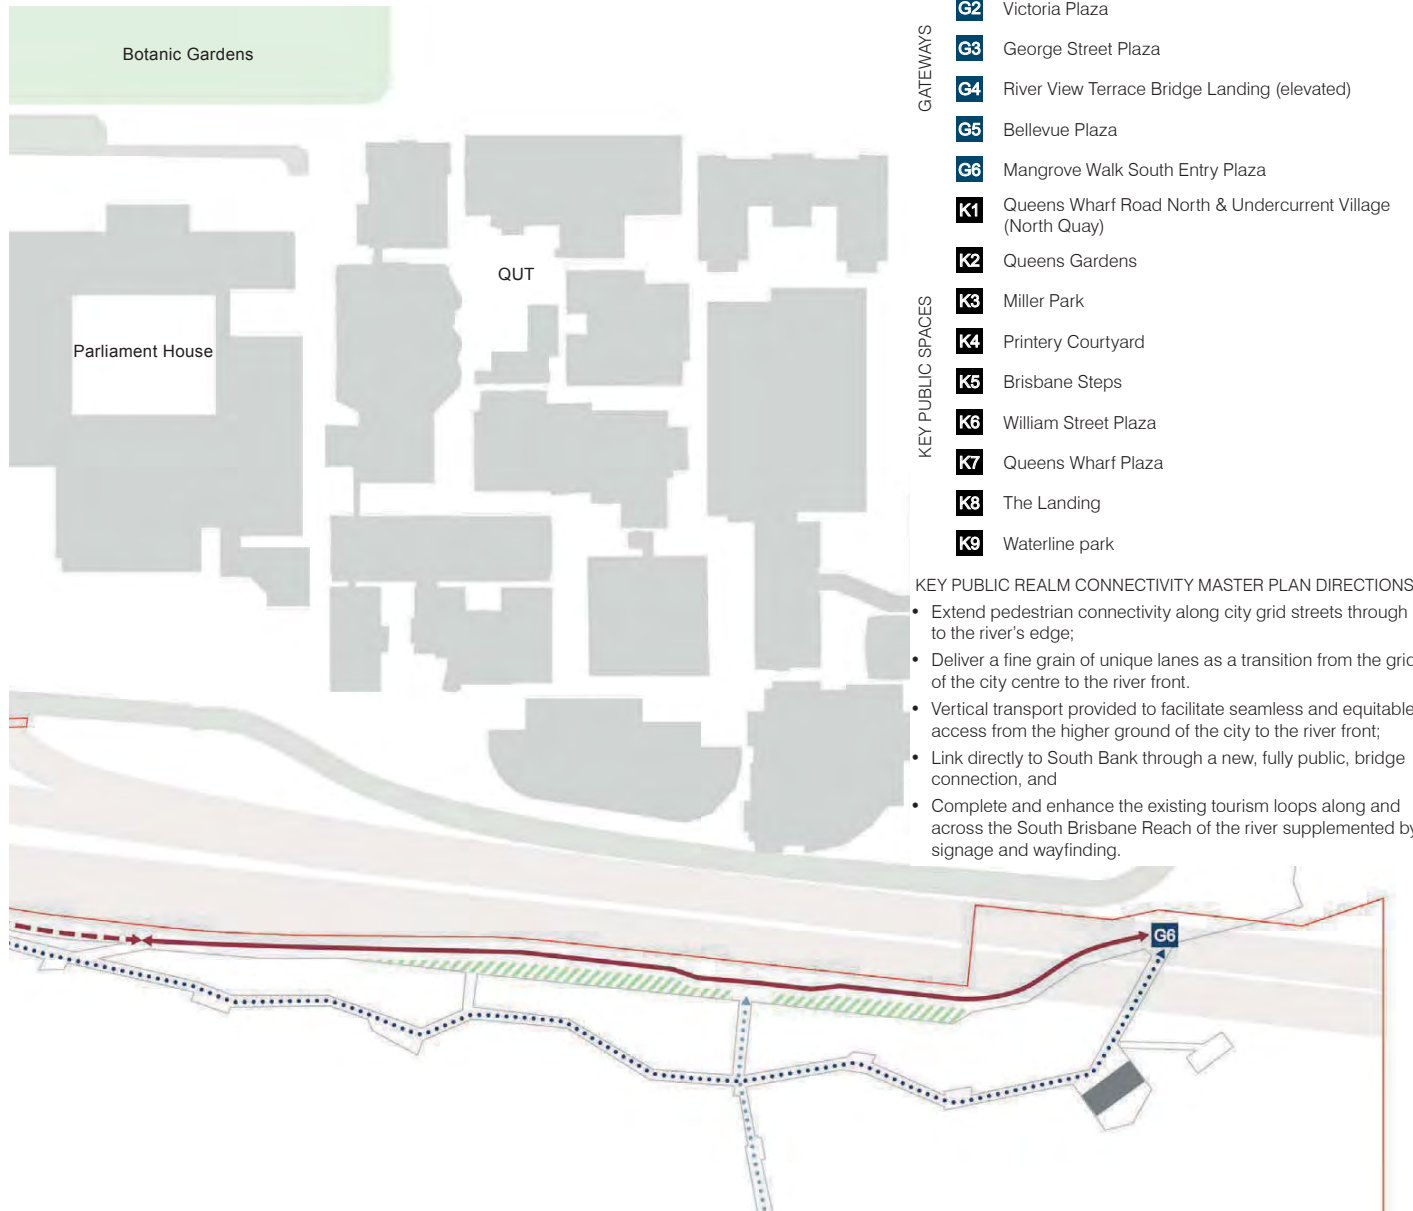 Botanic Gardens
QUT
Parliament House
G6
GATEWAYS
G2 Victoria Plaza
G3 George Street Plaza
G4 River View Terrace Bridge Landing (elevated)
G5 Bellevue Plaza
G6 Mangrove Walk South Entry Plaza
KEY PUBLIC SPACES
K1 Queens Wharf Road North & Undercurrent Village
(North Quay)
K2 Queens Gardens
K3 Miller Park
K4 Printery Courtyard
K5 Brisbane Steps
K6 William Street Plaza
K7 Queens Wharf Plaza
K8 The Landing
K9 Waterline park
KEY PUBLIC REALM CONNECTIVITY MASTER PLAN DIRECTIONS
• Extend pedestrian connectivity along city grid streets through
to the river's edge;
• Deliver a fine grain of unique lanes as a transition from the grid
of the city centre to the river front.
• Vertical transport provided to facilitate seamless and equitable
access from the higher ground of the city to the river front;
• Link directly to South Bank through a new, fully public, bridge
connection, and
• Complete and enhance the existing tourism loops along and
across the South Brisbane Reach of the river supplemented by
signage and wayfinding.